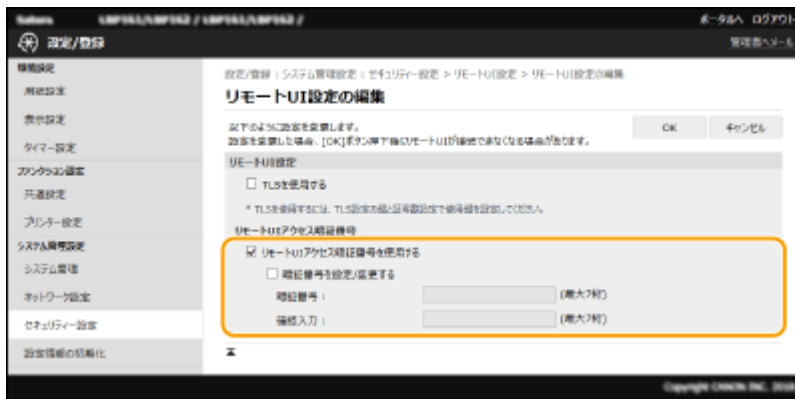 LBP161/LBP162 / LBP161/LBP162 /
ポータルへ ログアウト
設定/登録
管理者へメール
環境設定
用紙設定
表示設定
タイマー設定
ファンクション設定
共通設定
プリンター設定
システム管理設定
システム管理
ネットワーク設定
セキュリティー設定
設定情報の初期化
設定/登録 : システム管理設定 : セキュリティー設定 > リモートUI設定 > リモートUI設定の編集
リモートUI設定の編集
以下のように設定を変更します。
設定を変更した場合、[OK]ボタン押下後にリモートUIが接続できなくなる場合があります。
OK
キャンセル
リモートUI設定
TLSを使用する
* TLSを使用するには、TLS設定の鍵と証明書設定で使用鍵を設定してください。
リモートUIアクセス暗証番号
リモートUIアクセス暗証番号を使用する
暗証番号を設定/変更する
暗証番号 :
(最大7桁)
確認入力 :
(最大7桁)
Copyright CANON INC. 2018